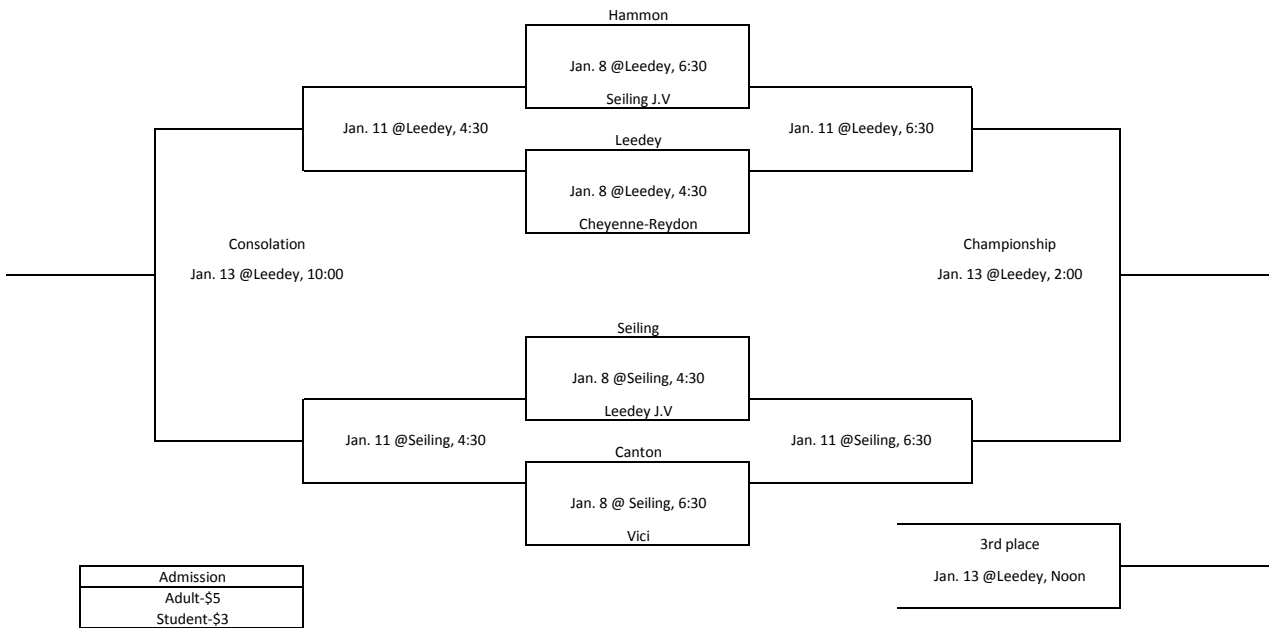 Hammon
Jan. 8 @Leedey, 6:30
Seiling J.V
Jan. 11 @Leedey, 4:30
Jan. 11 @Leedey, 6:30
Leedey
Jan. 8 @Leedey, 4:30
Cheyenne-Reydon
Consolation
Jan. 13 @Leedey, 10:00
Championship
Jan. 13 @Leedey, 2:00
Seiling
Jan. 8 @Seiling, 4:30
Leedey J.V
Jan. 11 @Seiling, 4:30
Jan. 11 @Seiling, 6:30
Canton
Jan. 8 @ Seiling, 6:30
Vici
3rd place
Jan. 13 @Leedey, Noon
Admission
Adult-$5
Student-$3